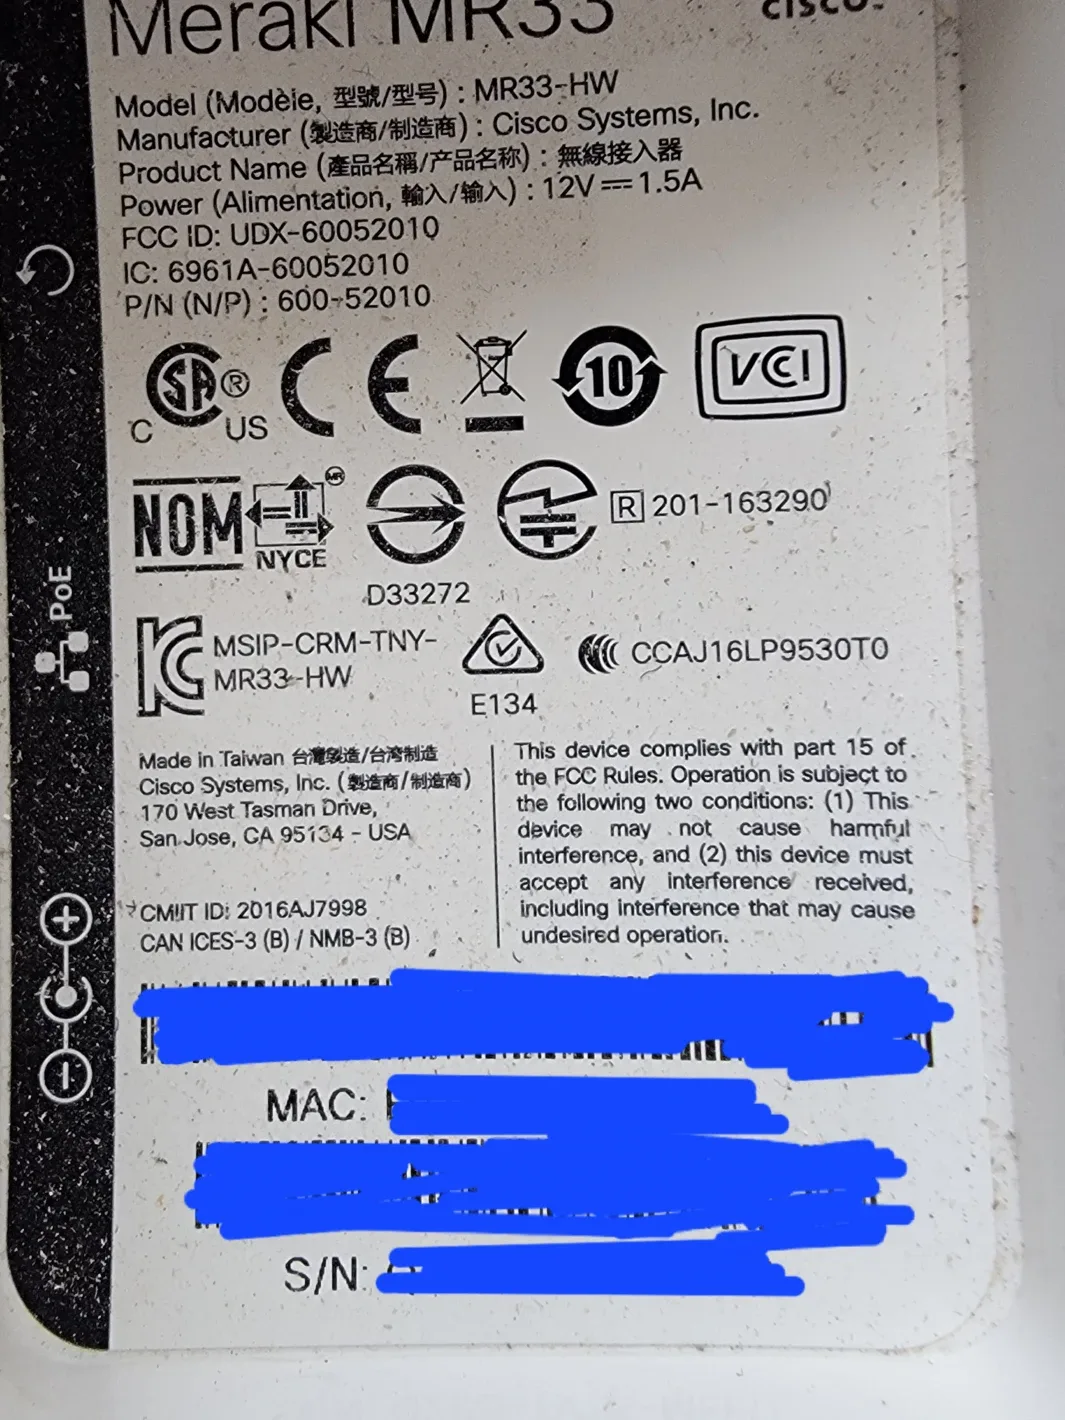 Meraki MR33
CISCO
Model (Modèle, 型號/型号) : MR33-HW
Manufacturer (製造商/制造商) : Cisco Systems, Inc.
Product Name (產品名稱/产品名称) : 無線接入器
Power (Alimentation, 輸入/输入) : 12V⎓1.5A
FCC ID: UDX-60052010
IC: 6961A-60052010
P/N (N/P) : 600-52010
C SA® US CE 10 VCCI
NOM NYCE MR
D33272
R 201-163290
MSIP-CRM-TNY-
MR33-HW
E134
CCAJ16LP9530T0
PoE
Made in Taiwan 台灣製造/台湾制造
Cisco Systems, Inc. (製造商/制造商)
170 West Tasman Drive,
San Jose, CA 95134 - USA
CMIIT ID: 2016AJ7998
CAN ICES-3 (B) / NMB-3 (B)
This device complies with part 15 of
the FCC Rules. Operation is subject to
the following two conditions: (1) This
device may not cause harmful
interference, and (2) this device must
accept any interference received,
including interference that may cause
undesired operation.
MAC:
S/N: